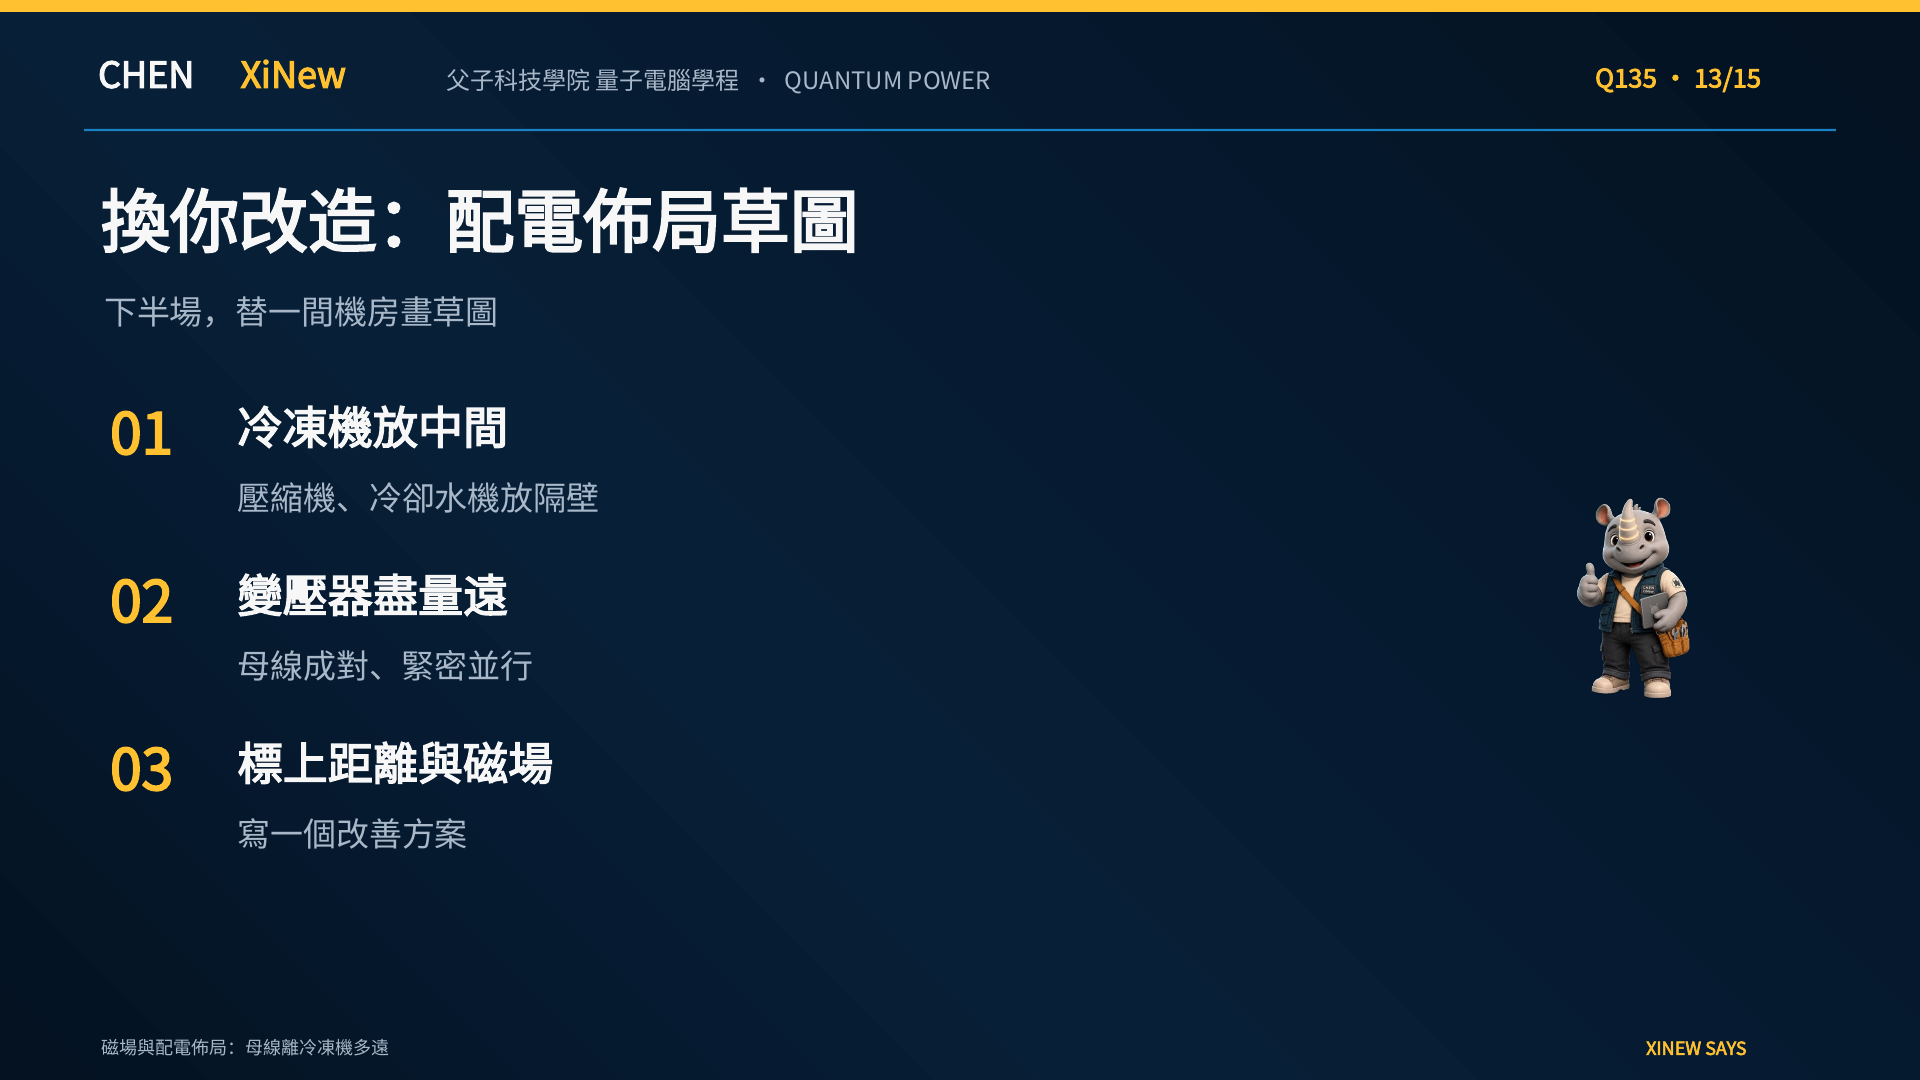 CHEN XiNew 父子科技學院 量子電腦學程 · QUANTUM POWER Q135 · 13/15
換你改造：配電佈局草圖
下半場，替一間機房畫草圖
01 冷凍機放中間
壓縮機、冷卻水機放隔壁
02 變壓器盡量遠
母線成對、緊密並行
03 標上距離與磁場
寫一個改善方案
磁場與配電佈局：母線離冷凍機多遠 XINEW SAYS